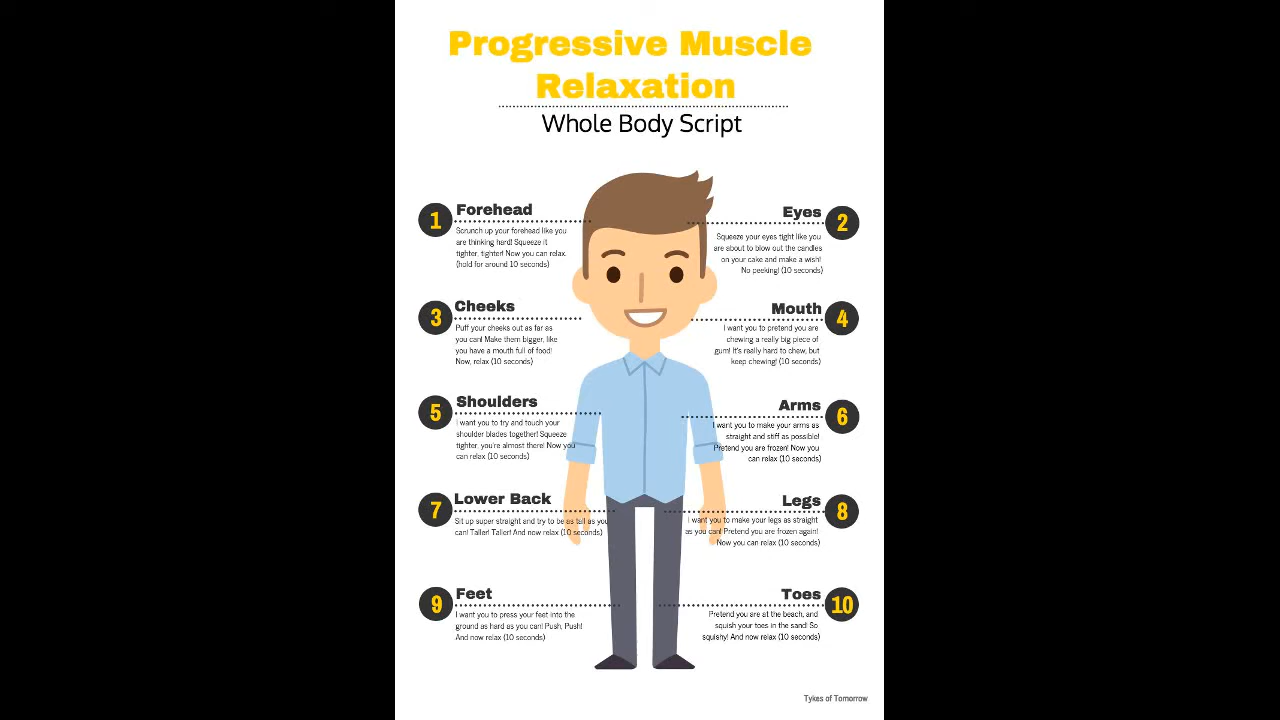 Progressive Muscle
Relaxation
Whole Body Script
1
Forehead
Scrunch up your forehead like you
are thinking hard! Squeeze it
tighter, tighter! Now you can relax.
(hold for around 10 seconds)
Eyes
2
Squeeze your eyes tight like you
are about to blow out the candles
on your cake and make a wish!
No peeking! (10 seconds)
3
Cheeks
Puff your cheeks out as far as
you can! Make them bigger, like
you have a mouth full of food!
Now, relax (10 seconds)
Mouth
4
I want you to pretend you are
chewing a really big piece of
gum! It's really hard to chew, but
keep chewing! (10 seconds)
5
Shoulders
I want you to try and touch your
shoulder blades together! Squeeze
tighter, you're almost there! Now you
can relax (10 seconds)
Arms
6
I want you to make your arms as
straight and stiff as possible!
Pretend you are frozen! Now you
can relax (10 seconds)
7
Lower Back
Sit up super straight and try to be as tall as you
can! Taller! Taller! And now relax (10 seconds)
Legs
8
I want you to make your legs as straight
as you can! Pretend you are frozen again!
Now you can relax (10 seconds)
9
Feet
I want you to press your feet into the
ground as hard as you can! Push, Push!
And now relax (10 seconds)
Toes
10
Pretend you are at the beach, and
squish your toes in the sand! So
squishy! And now relax (10 seconds)
Tykes of Tomorrow